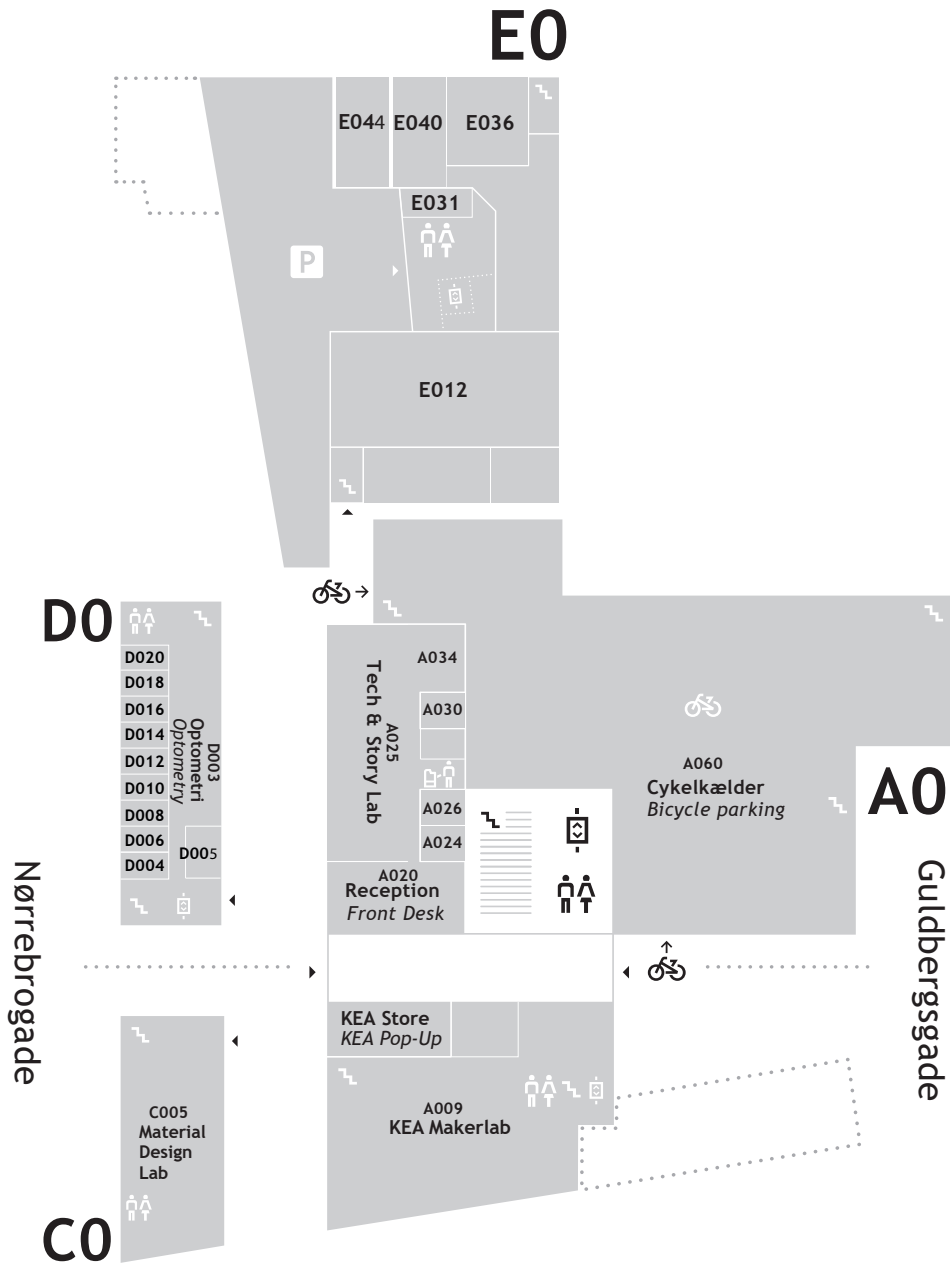 E0
E044
E040
E036
E031
P
E012
D0
D020
D018
D016
D014
D012
D010
D008
D006
D004
D003
Optometri
Optometry
D005
A034
A030
A025
Tech & Story Lab
A026
A024
A020
Reception
Front Desk
A060
Cykelkælder
Bicycle parking
A0
Nørrebrogade
Guldbergsgade
KEA Store
KEA Pop-Up
A009
KEA Makerlab
C005
Material
Design
Lab
C0